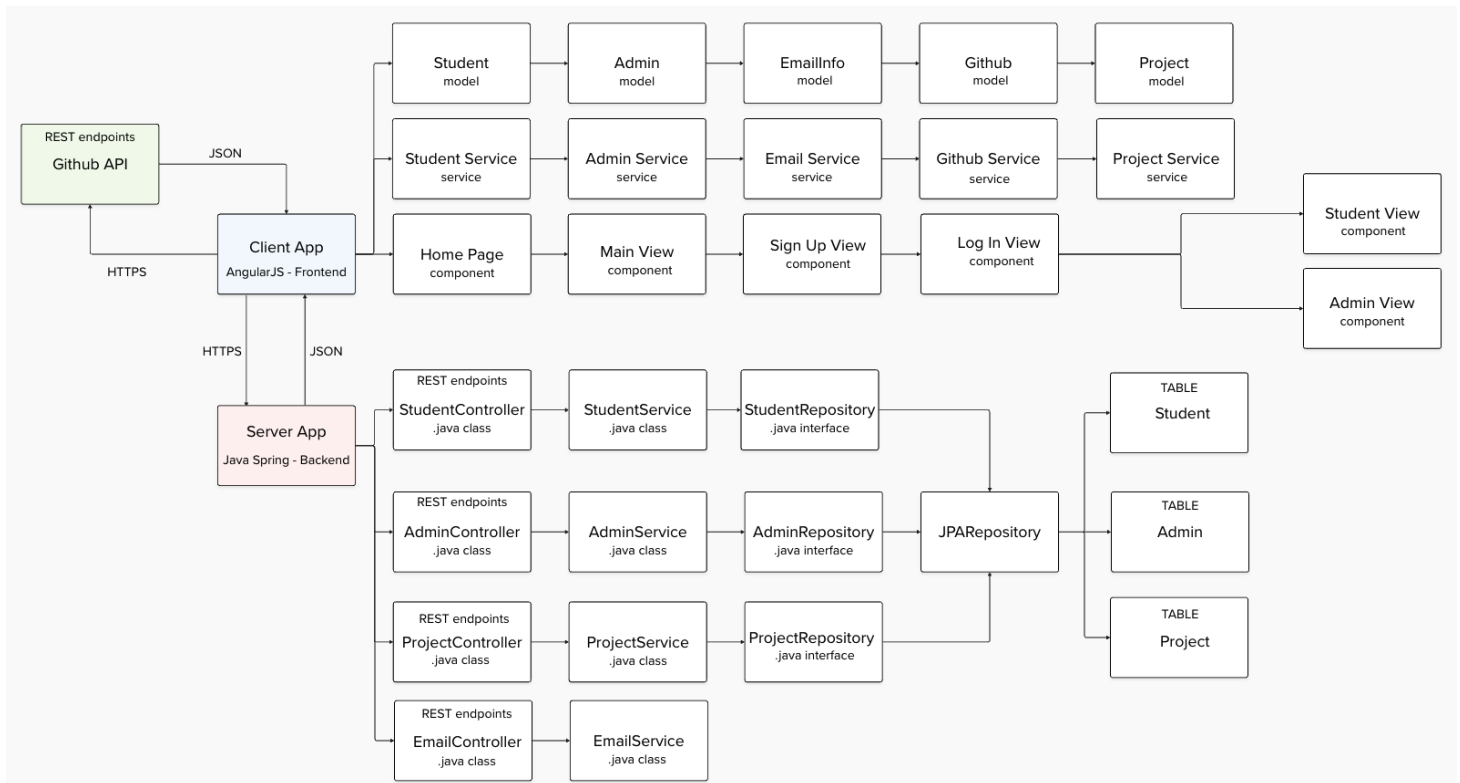 Student
model
Admin
model
EmailInfo
model
Github
model
Project
model
REST endpoints
Github API
JSON
Student Service
service
Admin Service
service
Email Service
service
Github Service
service
Project Service
service
Client App
AngularJS - Frontend
HTTPS
Home Page
component
Main View
component
Sign Up View
component
Log In View
component
Student View
component
Admin View
component
HTTPS
JSON
Server App
Java Spring - Backend
REST endpoints
StudentController
.java class
StudentService
.java class
StudentRepository
.java interface
TABLE
Student
REST endpoints
AdminController
.java class
AdminService
.java class
AdminRepository
.java interface
JPARepository
TABLE
Admin
REST endpoints
ProjectController
.java class
ProjectService
.java class
ProjectRepository
.java interface
TABLE
Project
REST endpoints
EmailController
.java class
EmailService
.java class